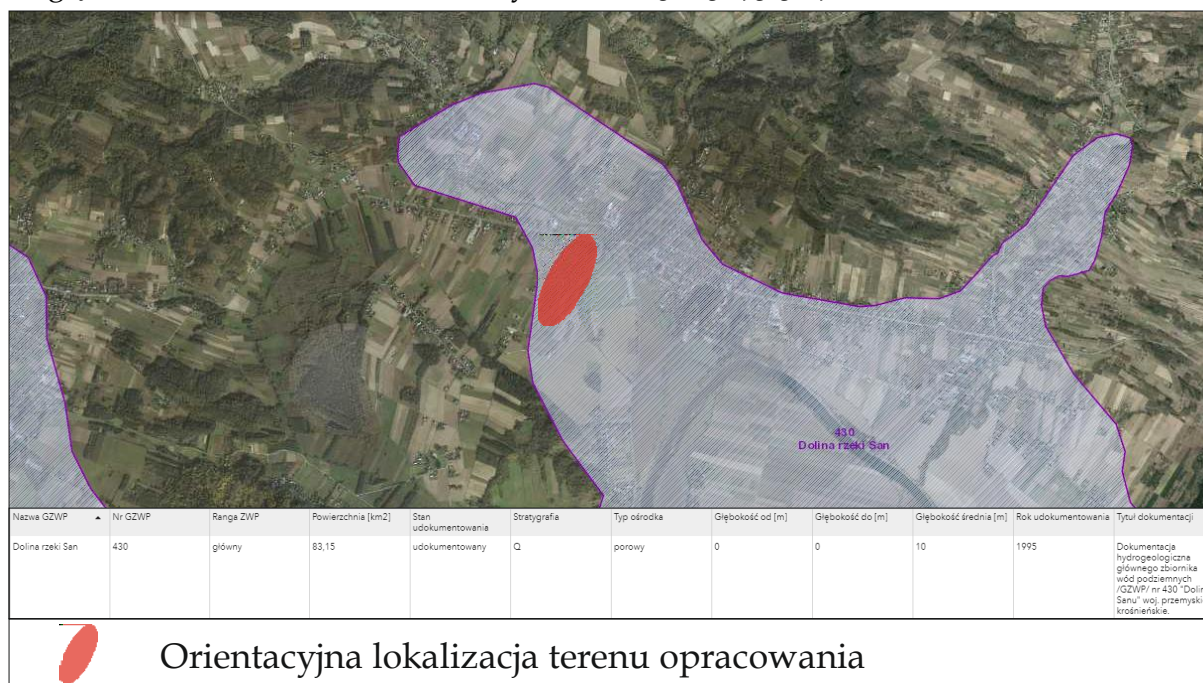 430
Dolina rzeki San
Nazwa GZWP Nr GZWP Ranga ZWP Powierzchnia [km2] Stan udokumentowania Stratygrafia Typ ośrodka Głębokość od [m] Głębokość do [m] Głębokość średnia [m] Rok udokumentowania Tytuł dokumentacji
Dolina rzeki San 430 główny 83,15 udokumentowany Q porowy 0 0 10 1995 Dokumentacja
hydrogeologiczna
głównego zbiornika
wód podziemnych
/GZWP/ nr 430 "Dolin
Sanu" woj. przemyski
krośnieńskie.
Orientacyjna lokalizacja terenu opracowania